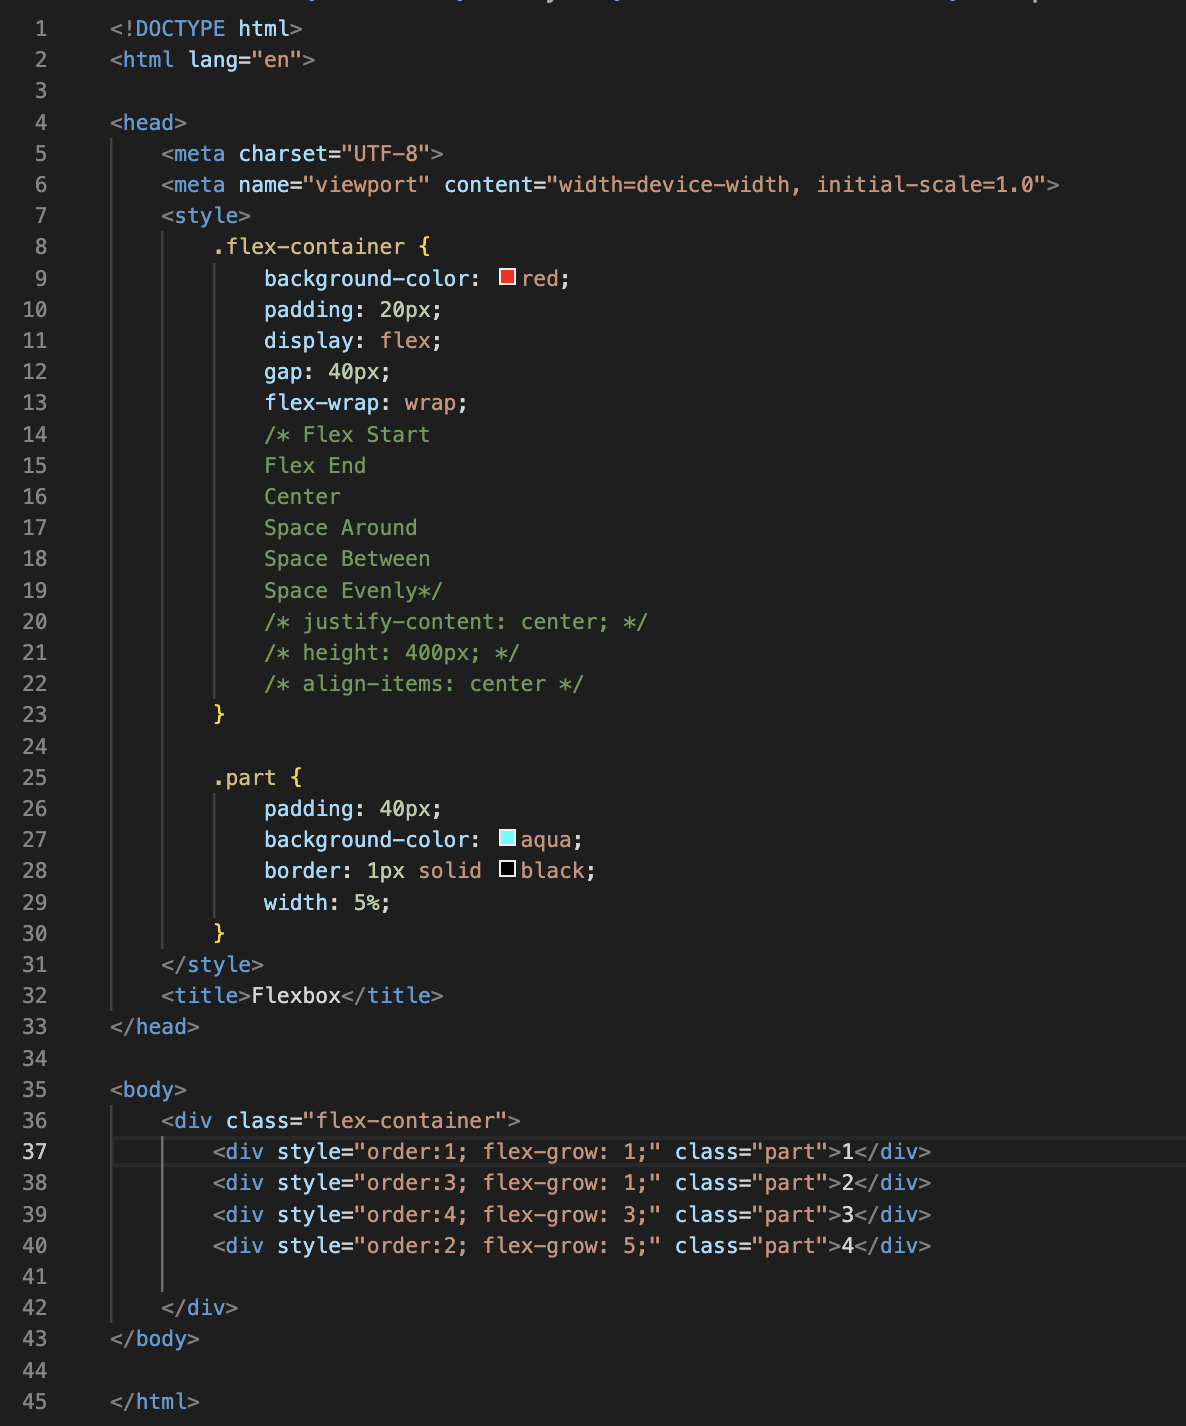 1 <!DOCTYPE html>
2 <html lang="en">
3
4 <head>
5     <meta charset="UTF-8">
6     <meta name="viewport" content="width=device-width, initial-scale=1.0">
7     <style>
8         .flex-container {
9             background-color: red;
10             padding: 20px;
11             display: flex;
12             gap: 40px;
13             flex-wrap: wrap;
14             /* Flex Start
15             Flex End
16             Center
17             Space Around
18             Space Between
19             Space Evenly*/
20             /* justify-content: center; */
21             /* height: 400px; */
22             /* align-items: center */
23         }
24
25         .part {
26             padding: 40px;
27             background-color: aqua;
28             border: 1px solid black;
29             width: 5%;
30         }
31     </style>
32     <title>Flexbox</title>
33 </head>
34
35 <body>
36     <div class="flex-container">
37         <div style="order:1; flex-grow: 1;" class="part">1</div>
38         <div style="order:3; flex-grow: 1;" class="part">2</div>
39         <div style="order:4; flex-grow: 3;" class="part">3</div>
40         <div style="order:2; flex-grow: 5;" class="part">4</div>
41
42     </div>
43 </body>
44
45 </html>